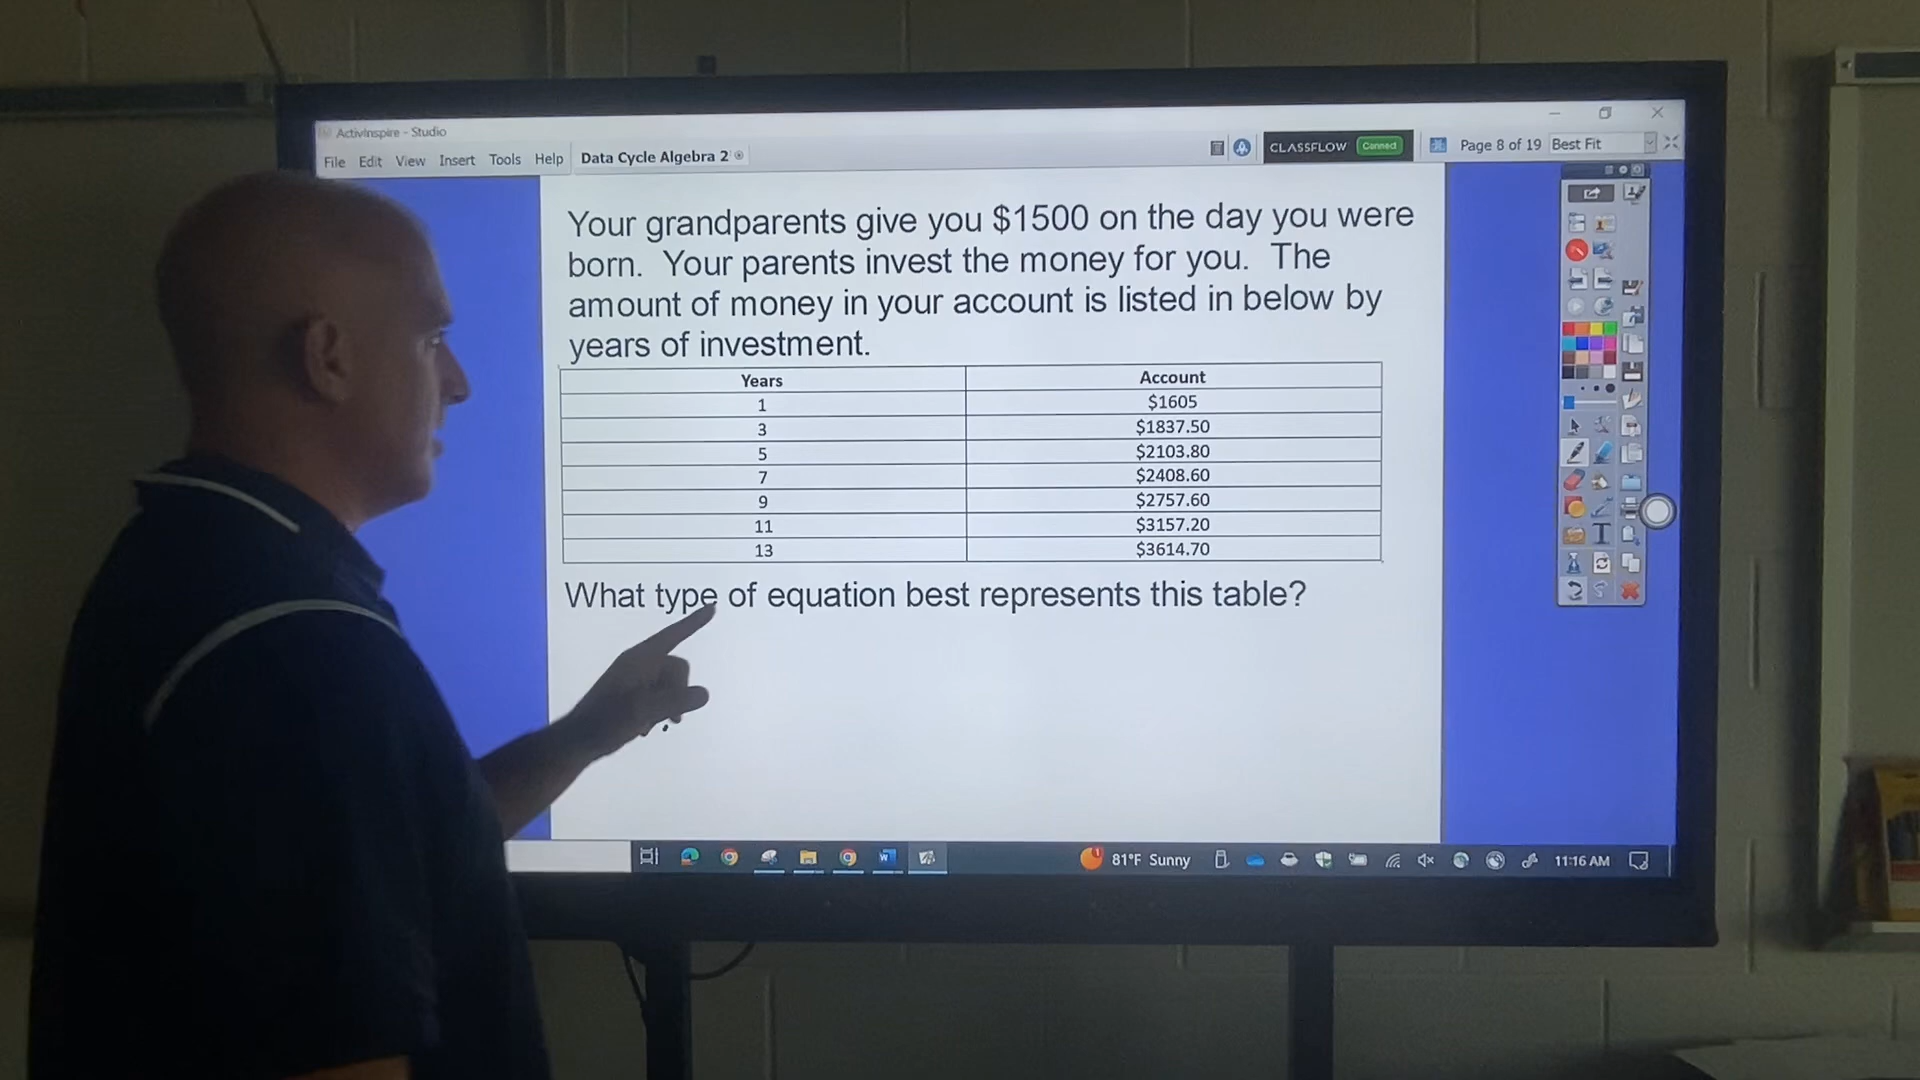 ActivInspire - Studio
File Edit View Insert Tools Help Data Cycle Algebra 2
CLASSFLOW Connect Page 8 of 19 Best Fit
Your grandparents give you $1500 on the day you were
born. Your parents invest the money for you. The
amount of money in your account is listed in below by
years of investment.
Years Account
1 $1605
3 $1837.50
5 $2103.80
7 $2408.60
9 $2757.60
11 $3157.20
13 $3614.70
What type of equation best represents this table?
81°F Sunny 11:16 AM